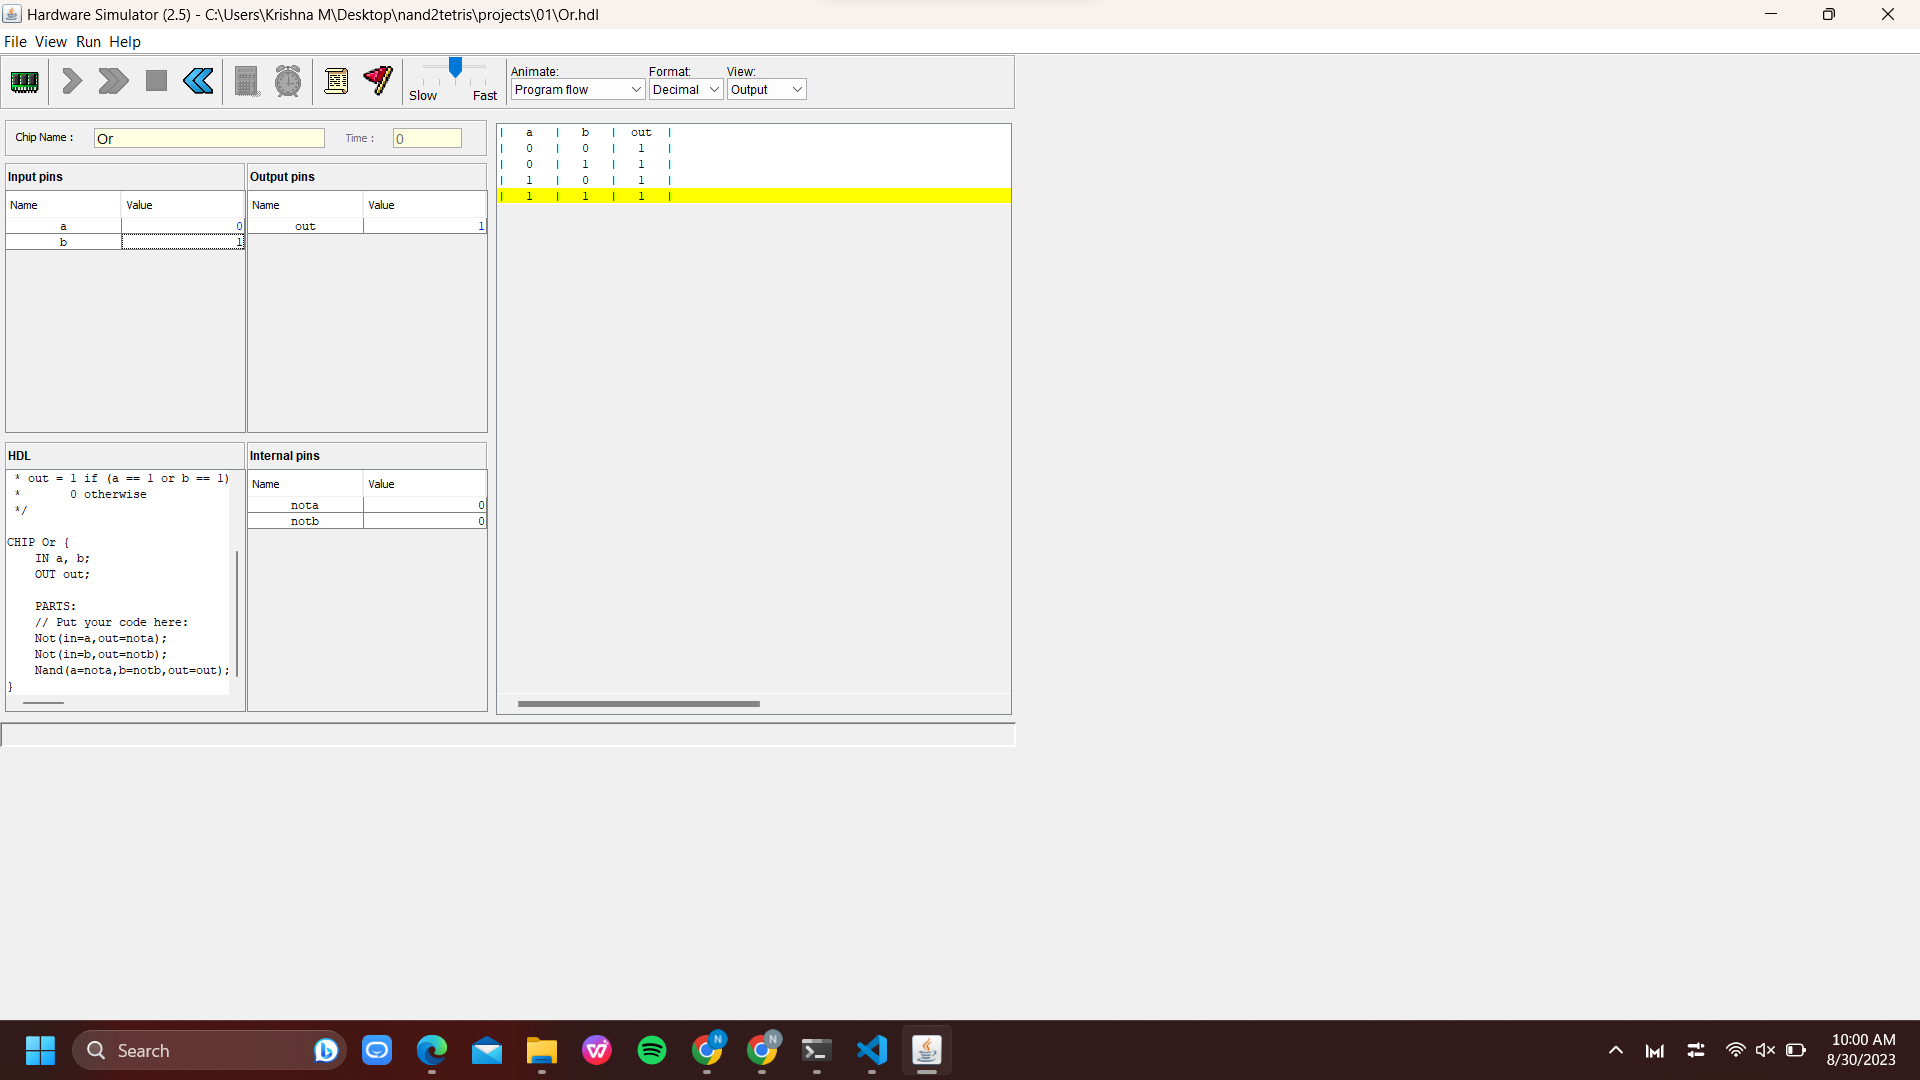 Hardware Simulator (2.5) - C:\Users\Krishna M\Desktop\nand2tetris\projects\01\Or.hdl
File View Run Help
Slow Fast
Animate: Format: View:
Program flow Decimal Output
Chip Name : Or Time : 0
Input pins
Name Value
a 0
b 1
Output pins
Name Value
out 1
| a | b | out |
| 0 | 0 | 1 |
| 0 | 1 | 1 |
| 1 | 0 | 1 |
| 1 | 1 | 1 |
HDL
* out = 1 if (a == 1 or b == 1)
* 0 otherwise
*/
CHIP Or {
IN a, b;
OUT out;
PARTS:
// Put your code here:
Not(in=a,out=nota);
Not(in=b,out=notb);
Nand(a=nota,b=notb,out=out);
}
Internal pins
Name Value
nota 0
notb 0
Search
N
N
10:00 AM
8/30/2023